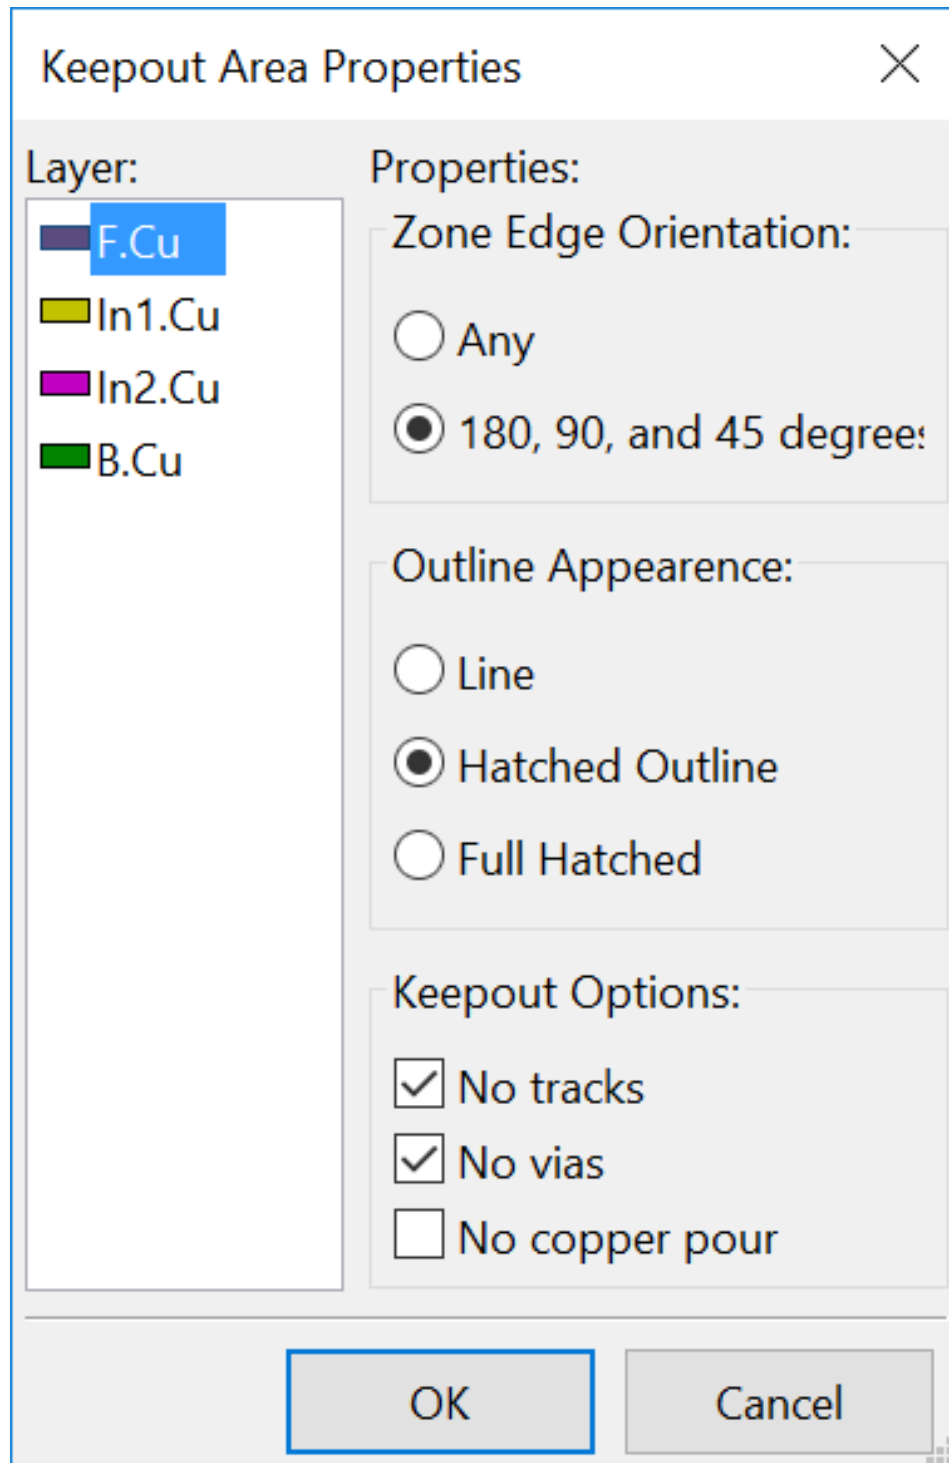 Keepout Area Properties
Layer:
F.Cu
In1.Cu
In2.Cu
B.Cu
Properties:
Zone Edge Orientation:
Any
180, 90, and 45 degrees
Outline Appearence:
Line
Hatched Outline
Full Hatched
Keepout Options:
No tracks
No vias
No copper pour
OK
Cancel